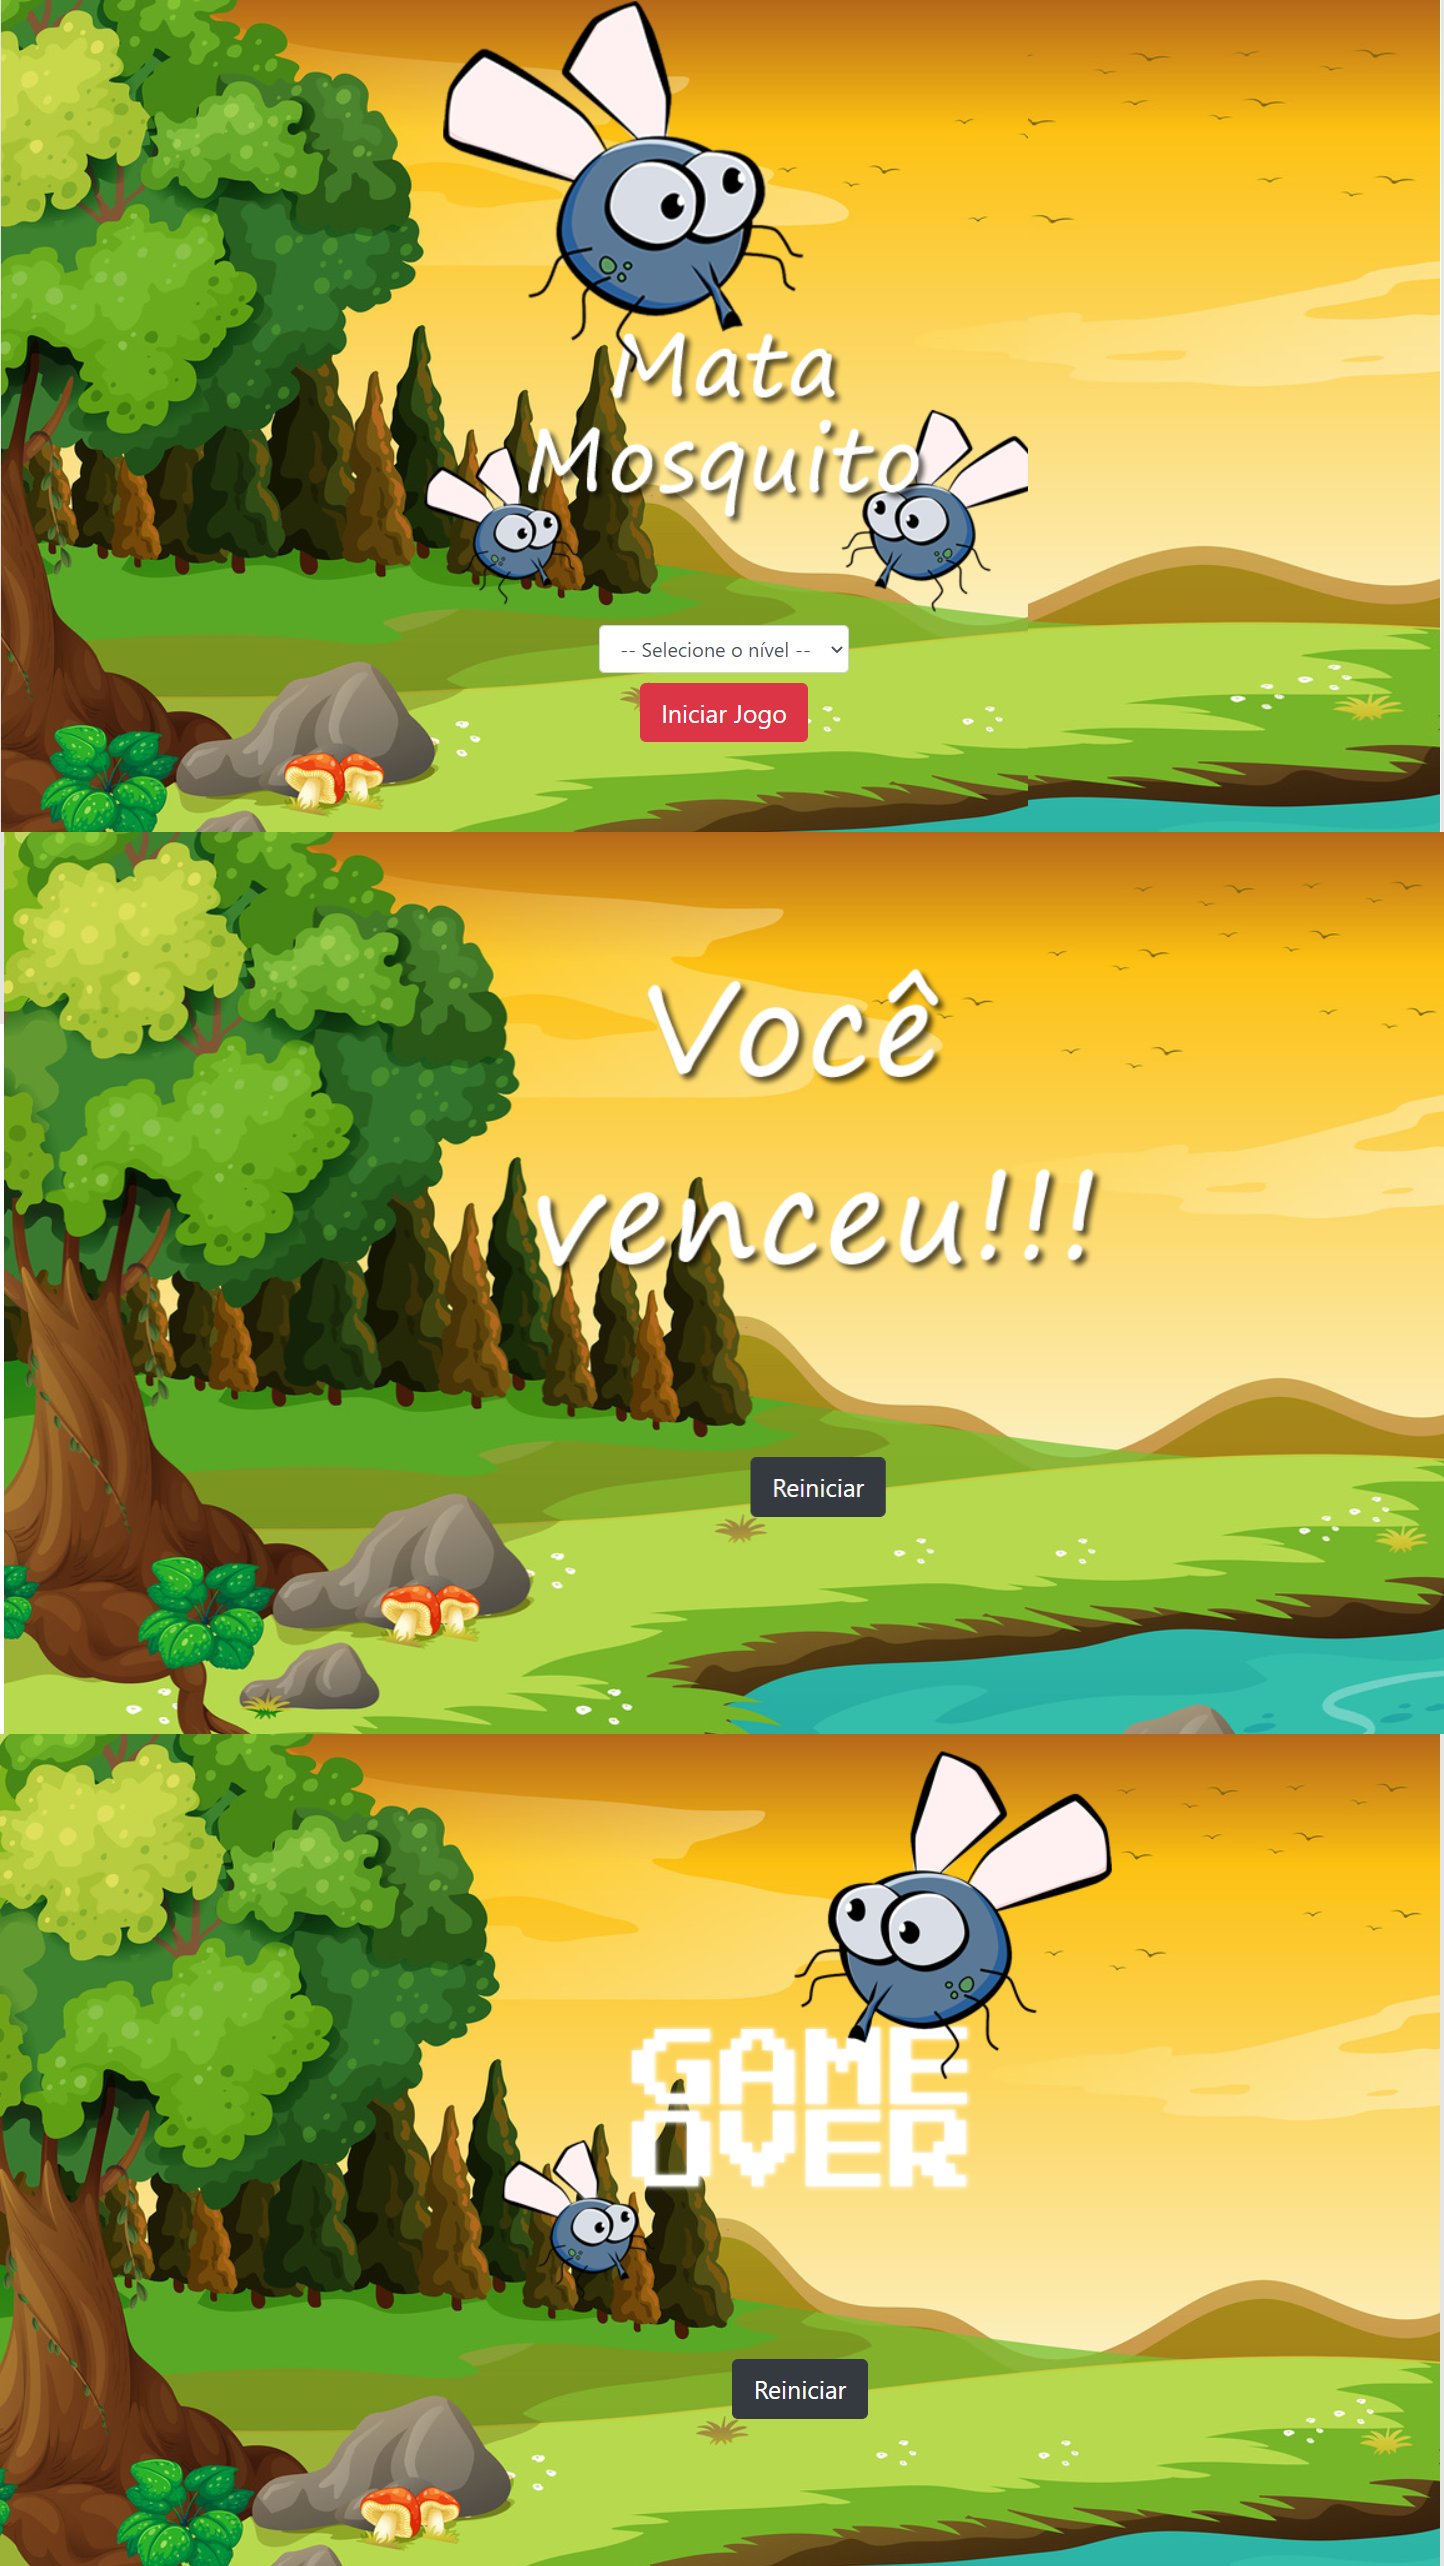 Mata
Mosquito
-- Selecione o nível --
Iniciar Jogo
Você
venceu!!!
Reiniciar
GAME
OVER
Reiniciar